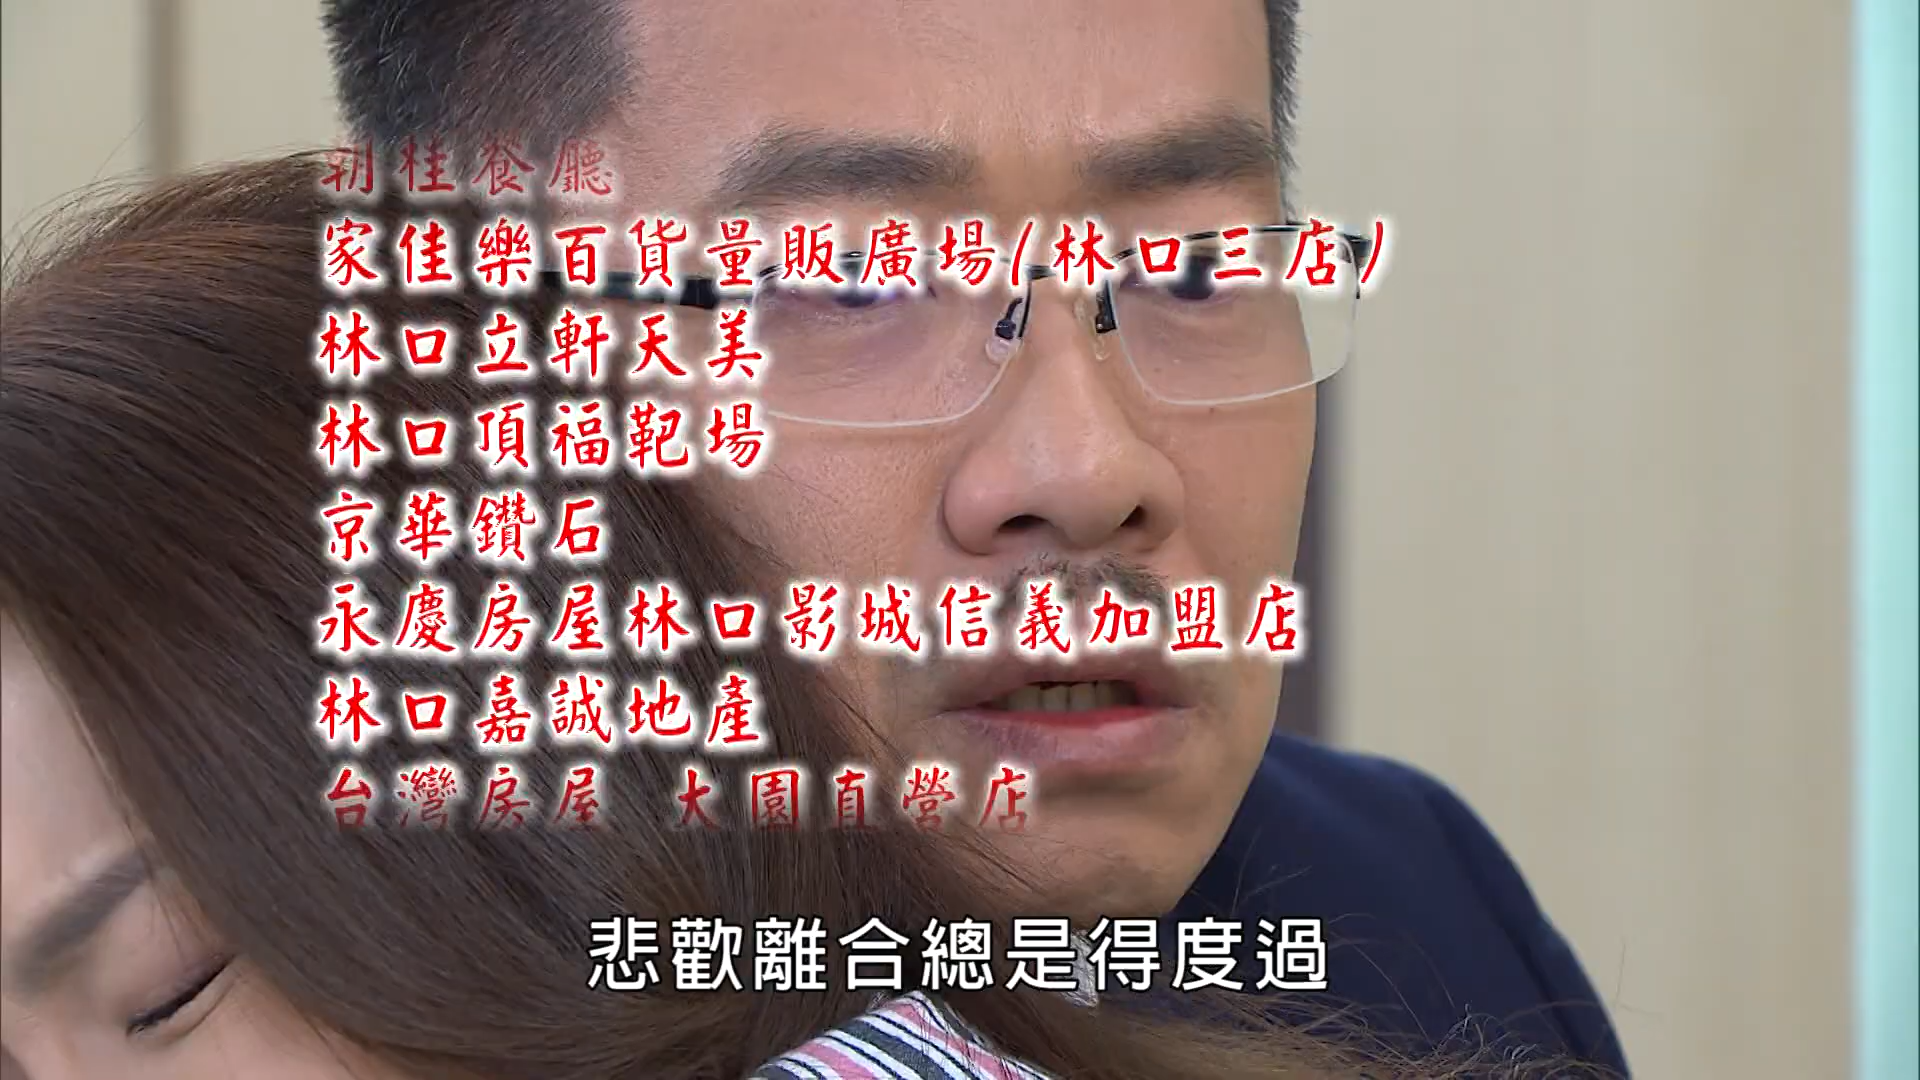 朝桂餐廳
家佳樂百貨量販廣場(林口三店)
林口立軒天美
林口頂福靶場
京華鑽石
永慶房屋林口影城信義加盟店
林口嘉誠地產
台灣房屋 大園直營店
悲歡離合總是得度過